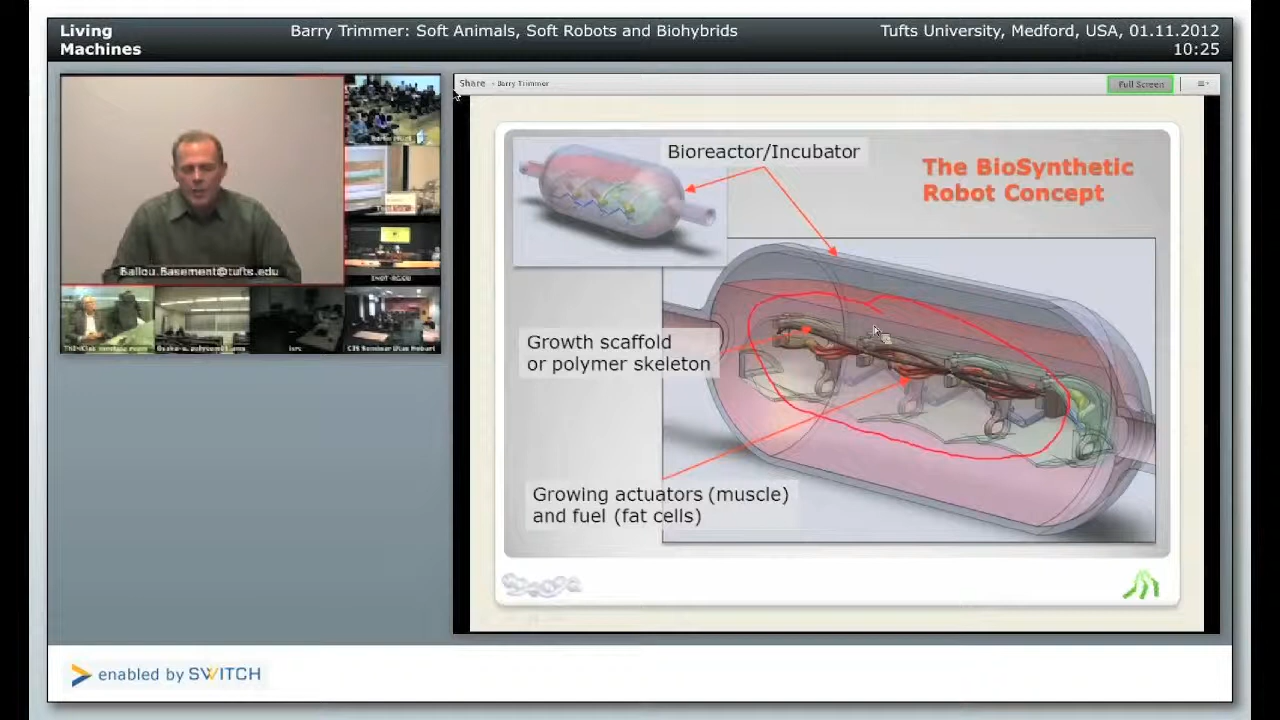 Living
Machines
Barry Trimmer: Soft Animals, Soft Robots and Biohybrids
Tufts University, Medford, USA, 01.11.2012
10:25
Share - Barry Trimmer
Full Screen
Ballou.Basement@tufts.edu
Bioreactor/Incubator
The BioSynthetic
Robot Concept
Growth scaffold
or polymer skeleton
Growing actuators (muscle)
and fuel (fat cells)
enabled by SWITCH